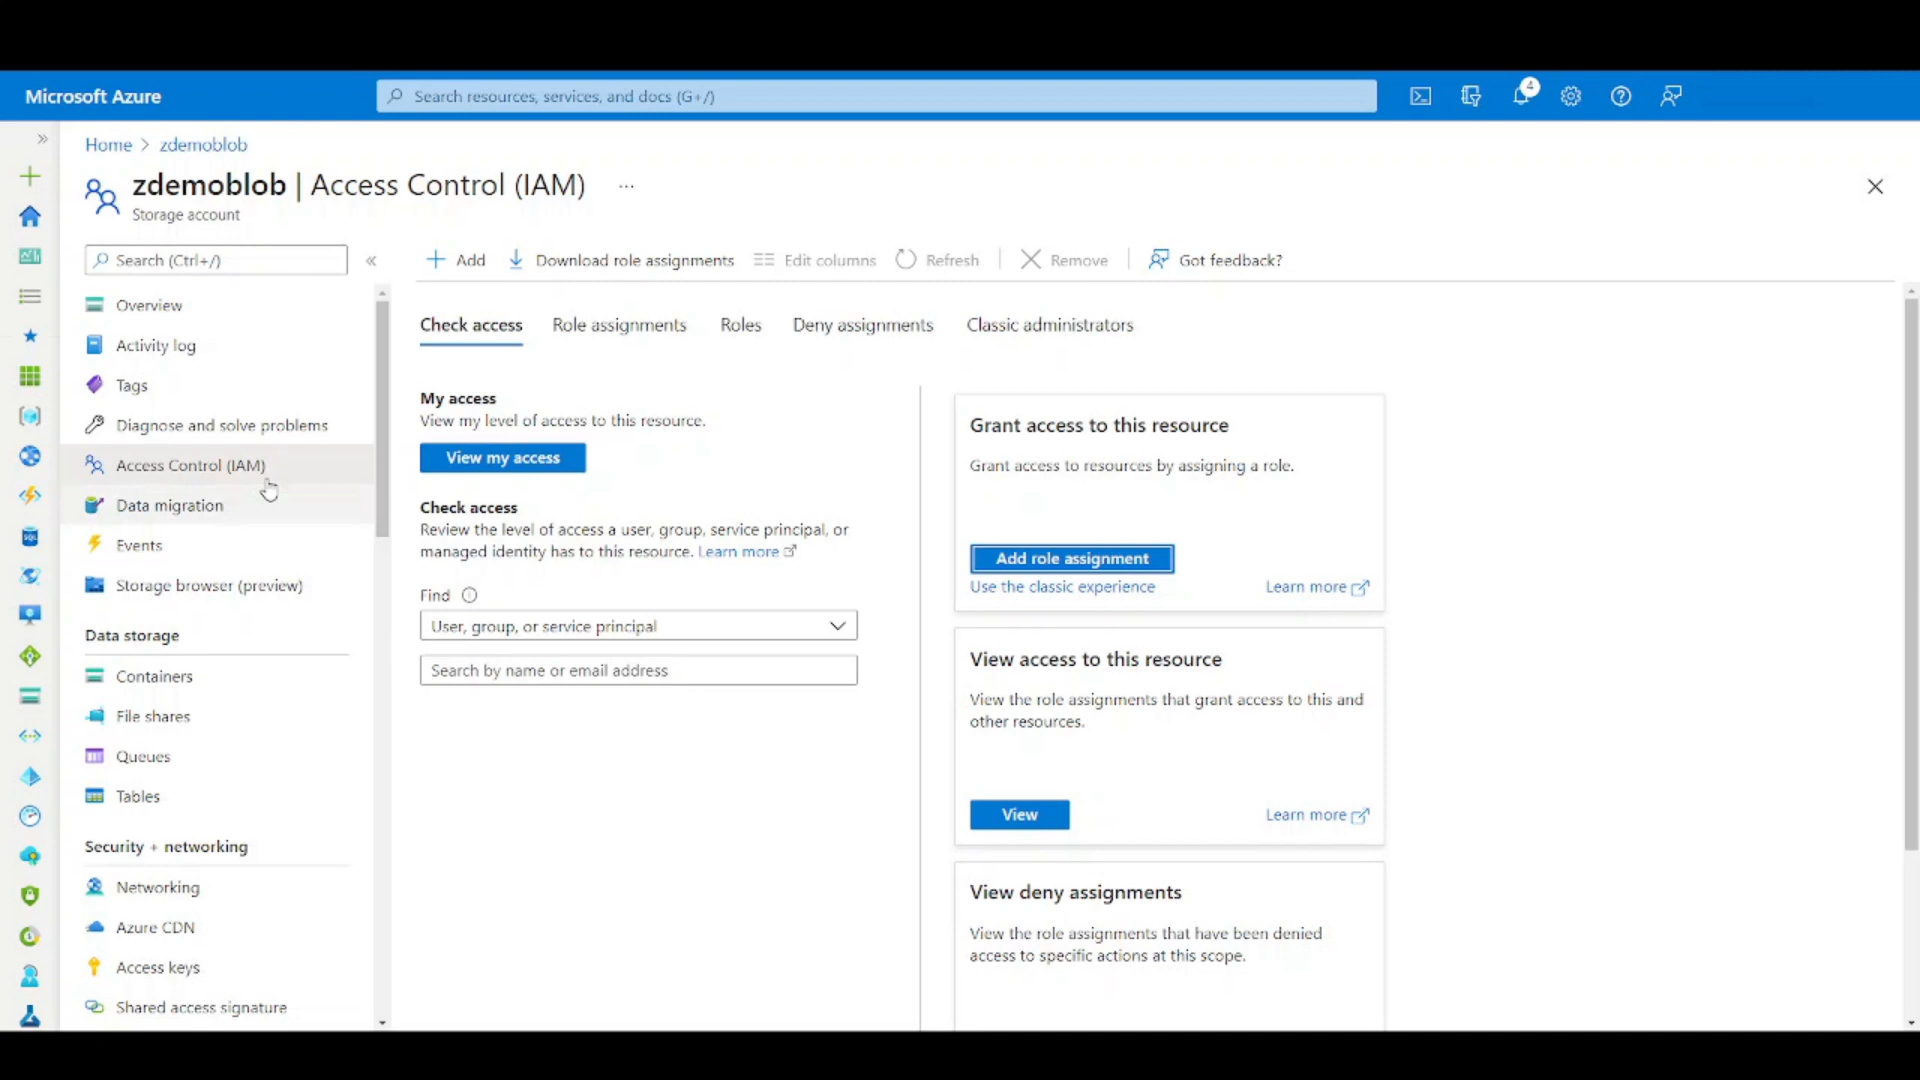 Microsoft Azure
Search resources, services, and docs (G+/)
4
Home > zdemoblob
zdemoblob | Access Control (IAM) ...
Storage account
Search (Ctrl+/)
Overview
Activity log
Tags
Diagnose and solve problems
Access Control (IAM)
Data migration
Events
Storage browser (preview)
Data storage
Containers
File shares
Queues
Tables
Security + networking
Networking
Azure CDN
Access keys
Shared access signature
Add
Download role assignments
Edit columns
Refresh
Remove
Got feedback?
Check access
Role assignments
Roles
Deny assignments
Classic administrators
My access
View my level of access to this resource.
View my access
Check access
Review the level of access a user, group, service principal, or
managed identity has to this resource. Learn more
Find
User, group, or service principal
Search by name or email address
Grant access to this resource
Grant access to resources by assigning a role.
Add role assignment
Use the classic experience
Learn more
View access to this resource
View the role assignments that grant access to this and
other resources.
View
Learn more
View deny assignments
View the role assignments that have been denied
access to specific actions at this scope.
SQL